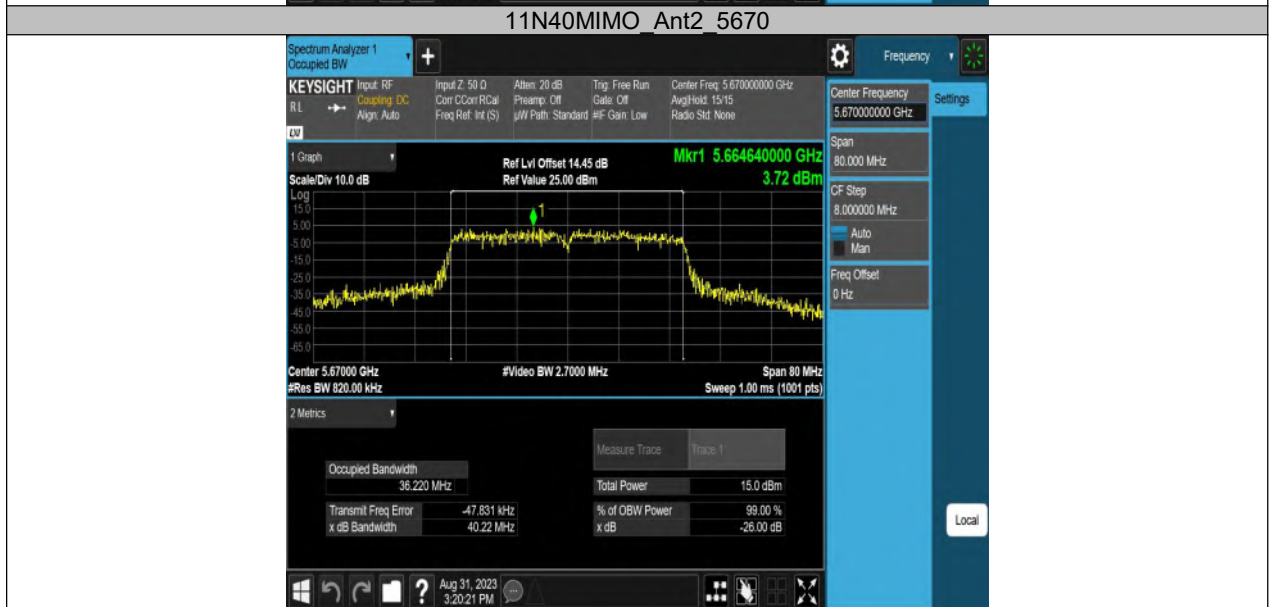 11N40MIMO_Ant2_5670
Spectrum Analyzer 1
Occupied BW
+
Frequency
KEYSIGHT
RL
Input: RF
Coupling: DC
Align: Auto
Input Z: 50 Ω
Corr CCorr RCal
Freq Ref: Int (S)
Atten: 20 dB
Preamp: Off
µW Path: Standard
Trig: Free Run
Gate: Off
#IF Gain: Low
Center Freq: 5.670000000 GHz
Avg|Hold: 15/15
Radio Std: None
Center Frequency
5.670000000 GHz
Settings
Span
80.000 MHz
CF Step
8.000000 MHz
Auto
Man
Freq Offset
0 Hz
1 Graph
Ref Lvl Offset 14.45 dB
Mkr1 5.664640000 GHz
Scale/Div 10.0 dB
Ref Value 25.00 dBm
3.72 dBm
Log
15.0
5.00
-5.00
-15.0
-25.0
-35.0
-45.0
-55.0
-65.0
1
Center 5.67000 GHz
#Video BW 2.7000 MHz
Span 80 MHz
#Res BW 820.00 kHz
Sweep 1.00 ms (1001 pts)
2 Metrics
Measure Trace
Trace 1
Occupied Bandwidth
36.220 MHz
Total Power
15.0 dBm
Transmit Freq Error
-47.831 kHz
% of OBW Power
99.00 %
x dB Bandwidth
40.22 MHz
x dB
-26.00 dB
Local
?
Aug 31, 2023
3:20:21 PM